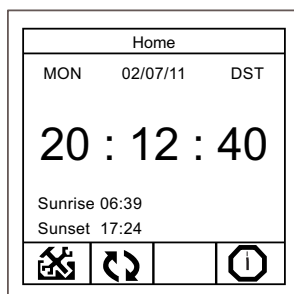 Home
MON 02/07/11 DST
20 : 12 : 40
Sunrise 06:39
Sunset 17:24
i